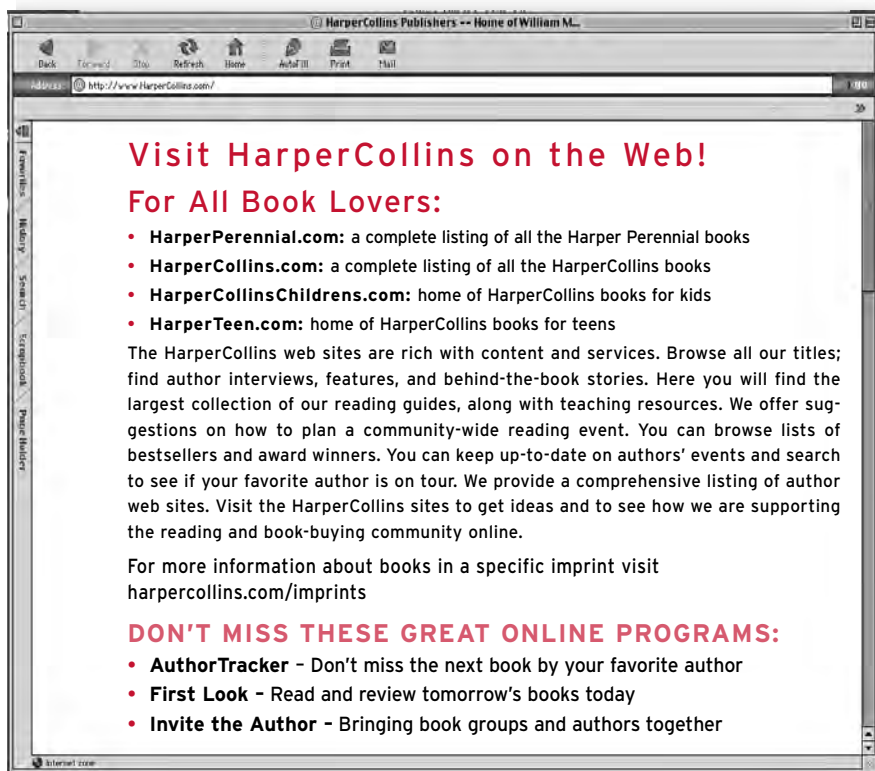 HarperCollins Publishers -- Home of William M...
Back Forward Stop Refresh Home AutoFill Print Mail
Address: http://www.HarperCollins.com/
Favorites
History
Search
Scrapbook
Page Holder
Visit HarperCollins on the Web!
For All Book Lovers:
• HarperPerennial.com: a complete listing of all the Harper Perennial books
• HarperCollins.com: a complete listing of all the HarperCollins books
• HarperCollinsChildrens.com: home of HarperCollins books for kids
• HarperTeen.com: home of HarperCollins books for teens
The HarperCollins web sites are rich with content and services. Browse all our titles;
find author interviews, features, and behind-the-book stories. Here you will find the
largest collection of our reading guides, along with teaching resources. We offer sug-
gestions on how to plan a community-wide reading event. You can browse lists of
bestsellers and award winners. You can keep up-to-date on authors' events and search
to see if your favorite author is on tour. We provide a comprehensive listing of author
web sites. Visit the HarperCollins sites to get ideas and to see how we are supporting
the reading and book-buying community online.
For more information about books in a specific imprint visit
harpercollins.com/imprints
DON'T MISS THESE GREAT ONLINE PROGRAMS:
• AuthorTracker – Don't miss the next book by your favorite author
• First Look – Read and review tomorrow's books today
• Invite the Author – Bringing book groups and authors together
Internet zone